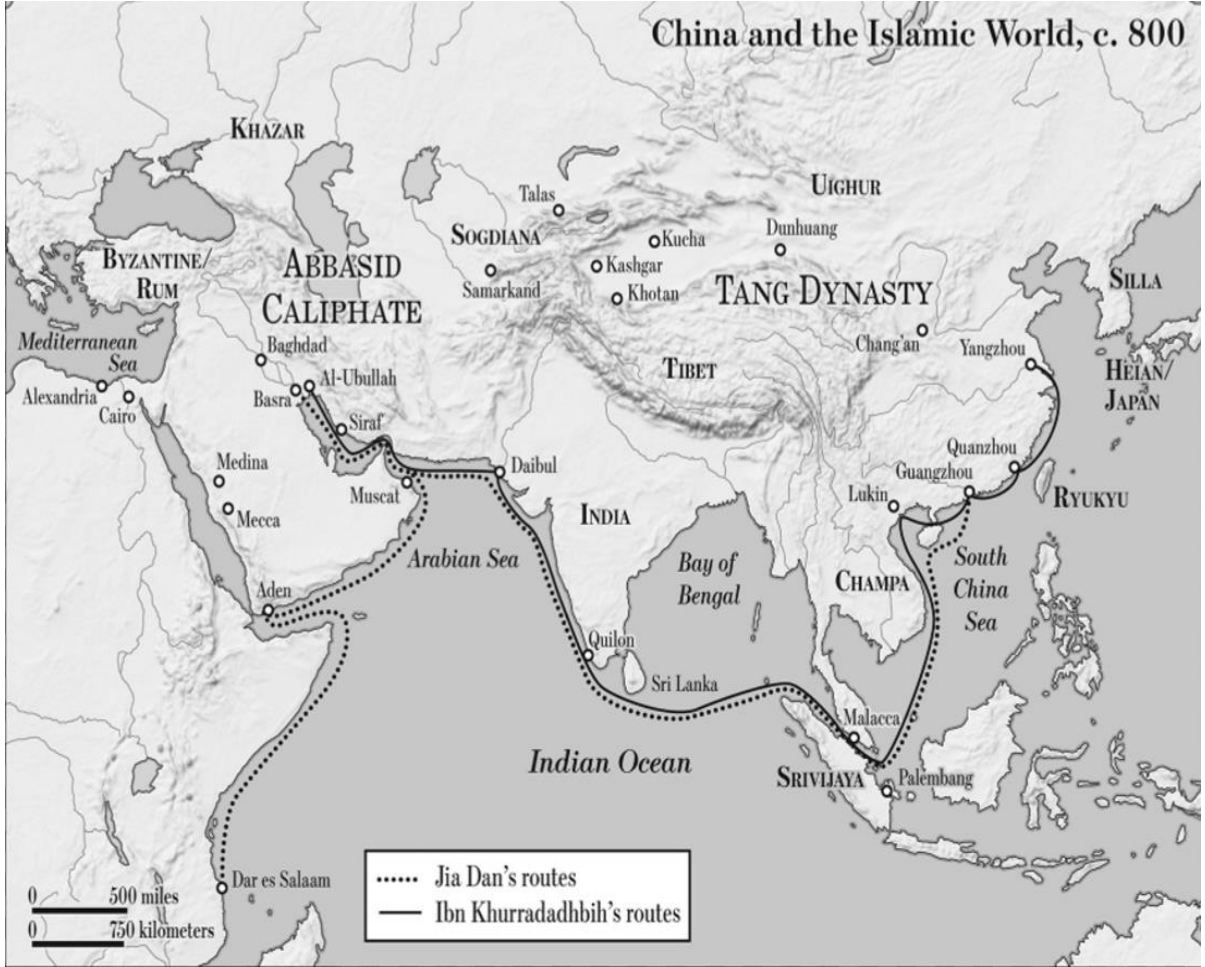 China and the Islamic World, c. 800
KHAZAR
UIGHUR
Talas
SOGDIANA
Kucha
Dunhuang
BYZANTINE/
RUM
ABBASID
CALIPHATE
Kashgar
Samarkand
Khotan
TANG DYNASTY
SILLA
Mediterranean
Sea
Baghdad
Chang'an
Yangzhou
TIBET
HEIAN/
JAPAN
Alexandria
Cairo
Al-Ubullah
Basra
Siraf
Quanzhou
Medina
Daibul
Guangzhou
Muscat
Lukin
RYUKYU
Mecca
INDIA
Arabian Sea
Bay of
Bengal
CHAMPA
South
China
Sea
Aden
Quilon
Sri Lanka
Malacca
Indian Ocean
SRIVIJAYA
Palembang
Dar es Salaam
Jia Dan's routes
Ibn Khurradadhbih's routes
0 500 miles
0 750 kilometers